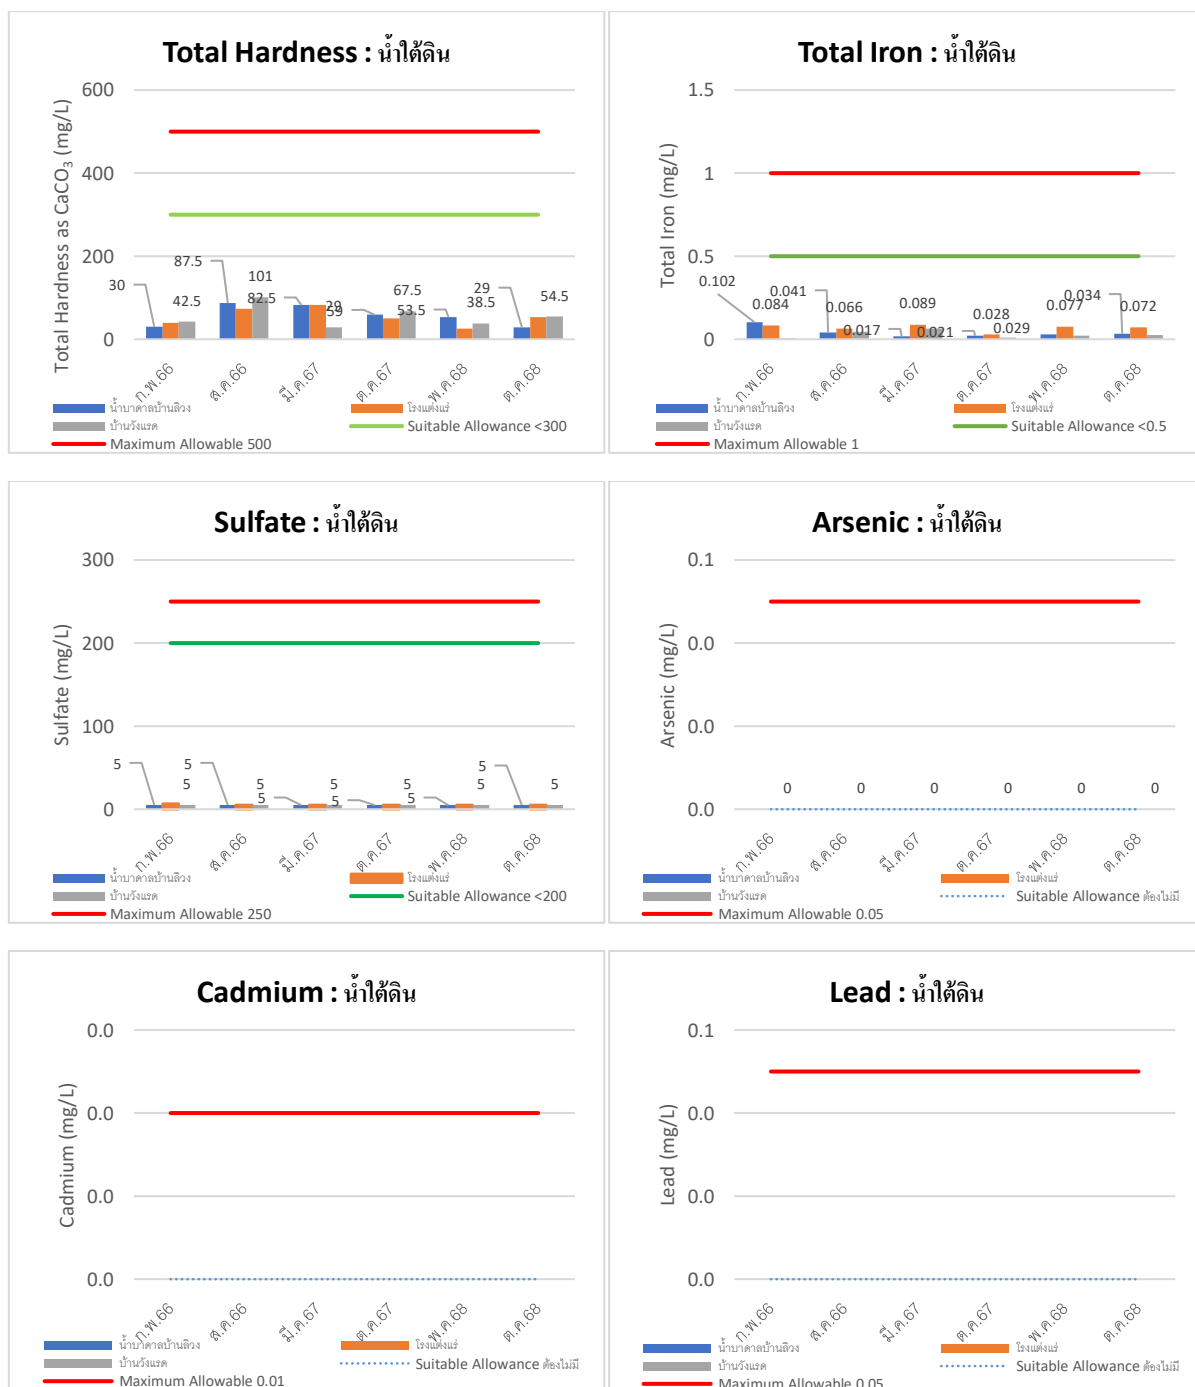 Total Hardness : น้ำใต้ดิน
Total Hardness as CaCO₃ (mg/L)
600
400
200
0
30
42.5
87.5
101
82.5
29
59
67.5
53.5
29
38.5
54.5
ก.พ.66
ส.ค.66
มี.ค.67
ต.ค.67
พ.ค.68
ต.ค.68
น้ำบาดาลบ้านลิวง
โรงแต่งแร่
บ้านวังแรด
Suitable Allowance <300
Maximum Allowable 500
Total Iron : น้ำใต้ดิน
Total Iron (mg/L)
1.5
1
0.5
0
0.102
0.084
0.041
0.066
0.017
0.089
0.021
0.028
0.029
0.077
0.034
0.072
ก.พ.66
ส.ค.66
มี.ค.67
ต.ค.67
พ.ค.68
ต.ค.68
น้ำบาดาลบ้านลิวง
โรงแต่งแร่
บ้านวังแรด
Suitable Allowance <0.5
Maximum Allowable 1
Sulfate : น้ำใต้ดิน
Sulfate (mg/L)
300
200
100
0
5
5
5
5
5
5
5
5
5
5
5
5
ก.พ.66
ส.ค.66
มี.ค.67
ต.ค.67
พ.ค.68
ต.ค.68
น้ำบาดาลบ้านลิวง
โรงแต่งแร่
บ้านวังแรด
Suitable Allowance <200
Maximum Allowable 250
Arsenic : น้ำใต้ดิน
Arsenic (mg/L)
0.1
0.0
0.0
0.0
0
0
0
0
0
0
ก.พ.66
ส.ค.66
มี.ค.67
ต.ค.67
พ.ค.68
ต.ค.68
น้ำบาดาลบ้านลิวง
โรงแต่งแร่
บ้านวังแรด
Suitable Allowance ต้องไม่มี
Maximum Allowable 0.05
Cadmium : น้ำใต้ดิน
Cadmium (mg/L)
0.0
0.0
0.0
0.0
ก.พ.66
ส.ค.66
มี.ค.67
ต.ค.67
พ.ค.68
ต.ค.68
น้ำบาดาลบ้านลิวง
โรงแต่งแร่
บ้านวังแรด
Suitable Allowance ต้องไม่มี
Maximum Allowable 0.01
Lead : น้ำใต้ดิน
Lead (mg/L)
0.1
0.0
0.0
0.0
ก.พ.66
ส.ค.66
มี.ค.67
ต.ค.67
พ.ค.68
ต.ค.68
น้ำบาดาลบ้านลิวง
โรงแต่งแร่
บ้านวังแรด
Suitable Allowance ต้องไม่มี
Maximum Allowable 0.05